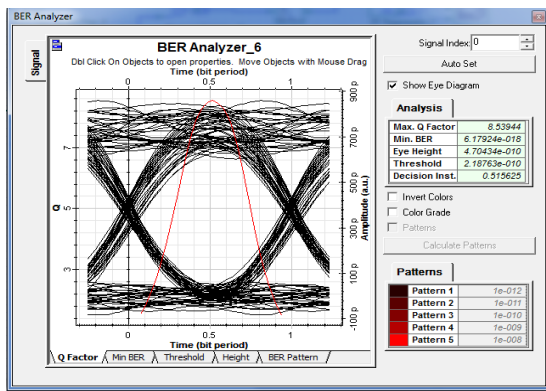 BER Analyzer
Signal
BER Analyzer_6
Dbl Click On Objects to open properties. Move Objects with Mouse Drag
Time (bit period)
0 0.5 1
Q
7
5
3
900 p
700 p
500 p
300 p
100 p
-100 p
Amplitude (a.u.)
0 0.5 1
Time (bit period)
Q Factor Min BER Threshold Height BER Pattern
Signal Index: 0
Auto Set
Show Eye Diagram
Analysis
Max. Q Factor 8.53944
Min. BER 6.17924e-018
Eye Height 4.70434e-010
Threshold 2.18763e-010
Decision Inst. 0.515625
Invert Colors
Color Grade
Patterns
Calculate Patterns
Patterns
Pattern 1 1e-012
Pattern 2 1e-011
Pattern 3 1e-010
Pattern 4 1e-009
Pattern 5 1e-008